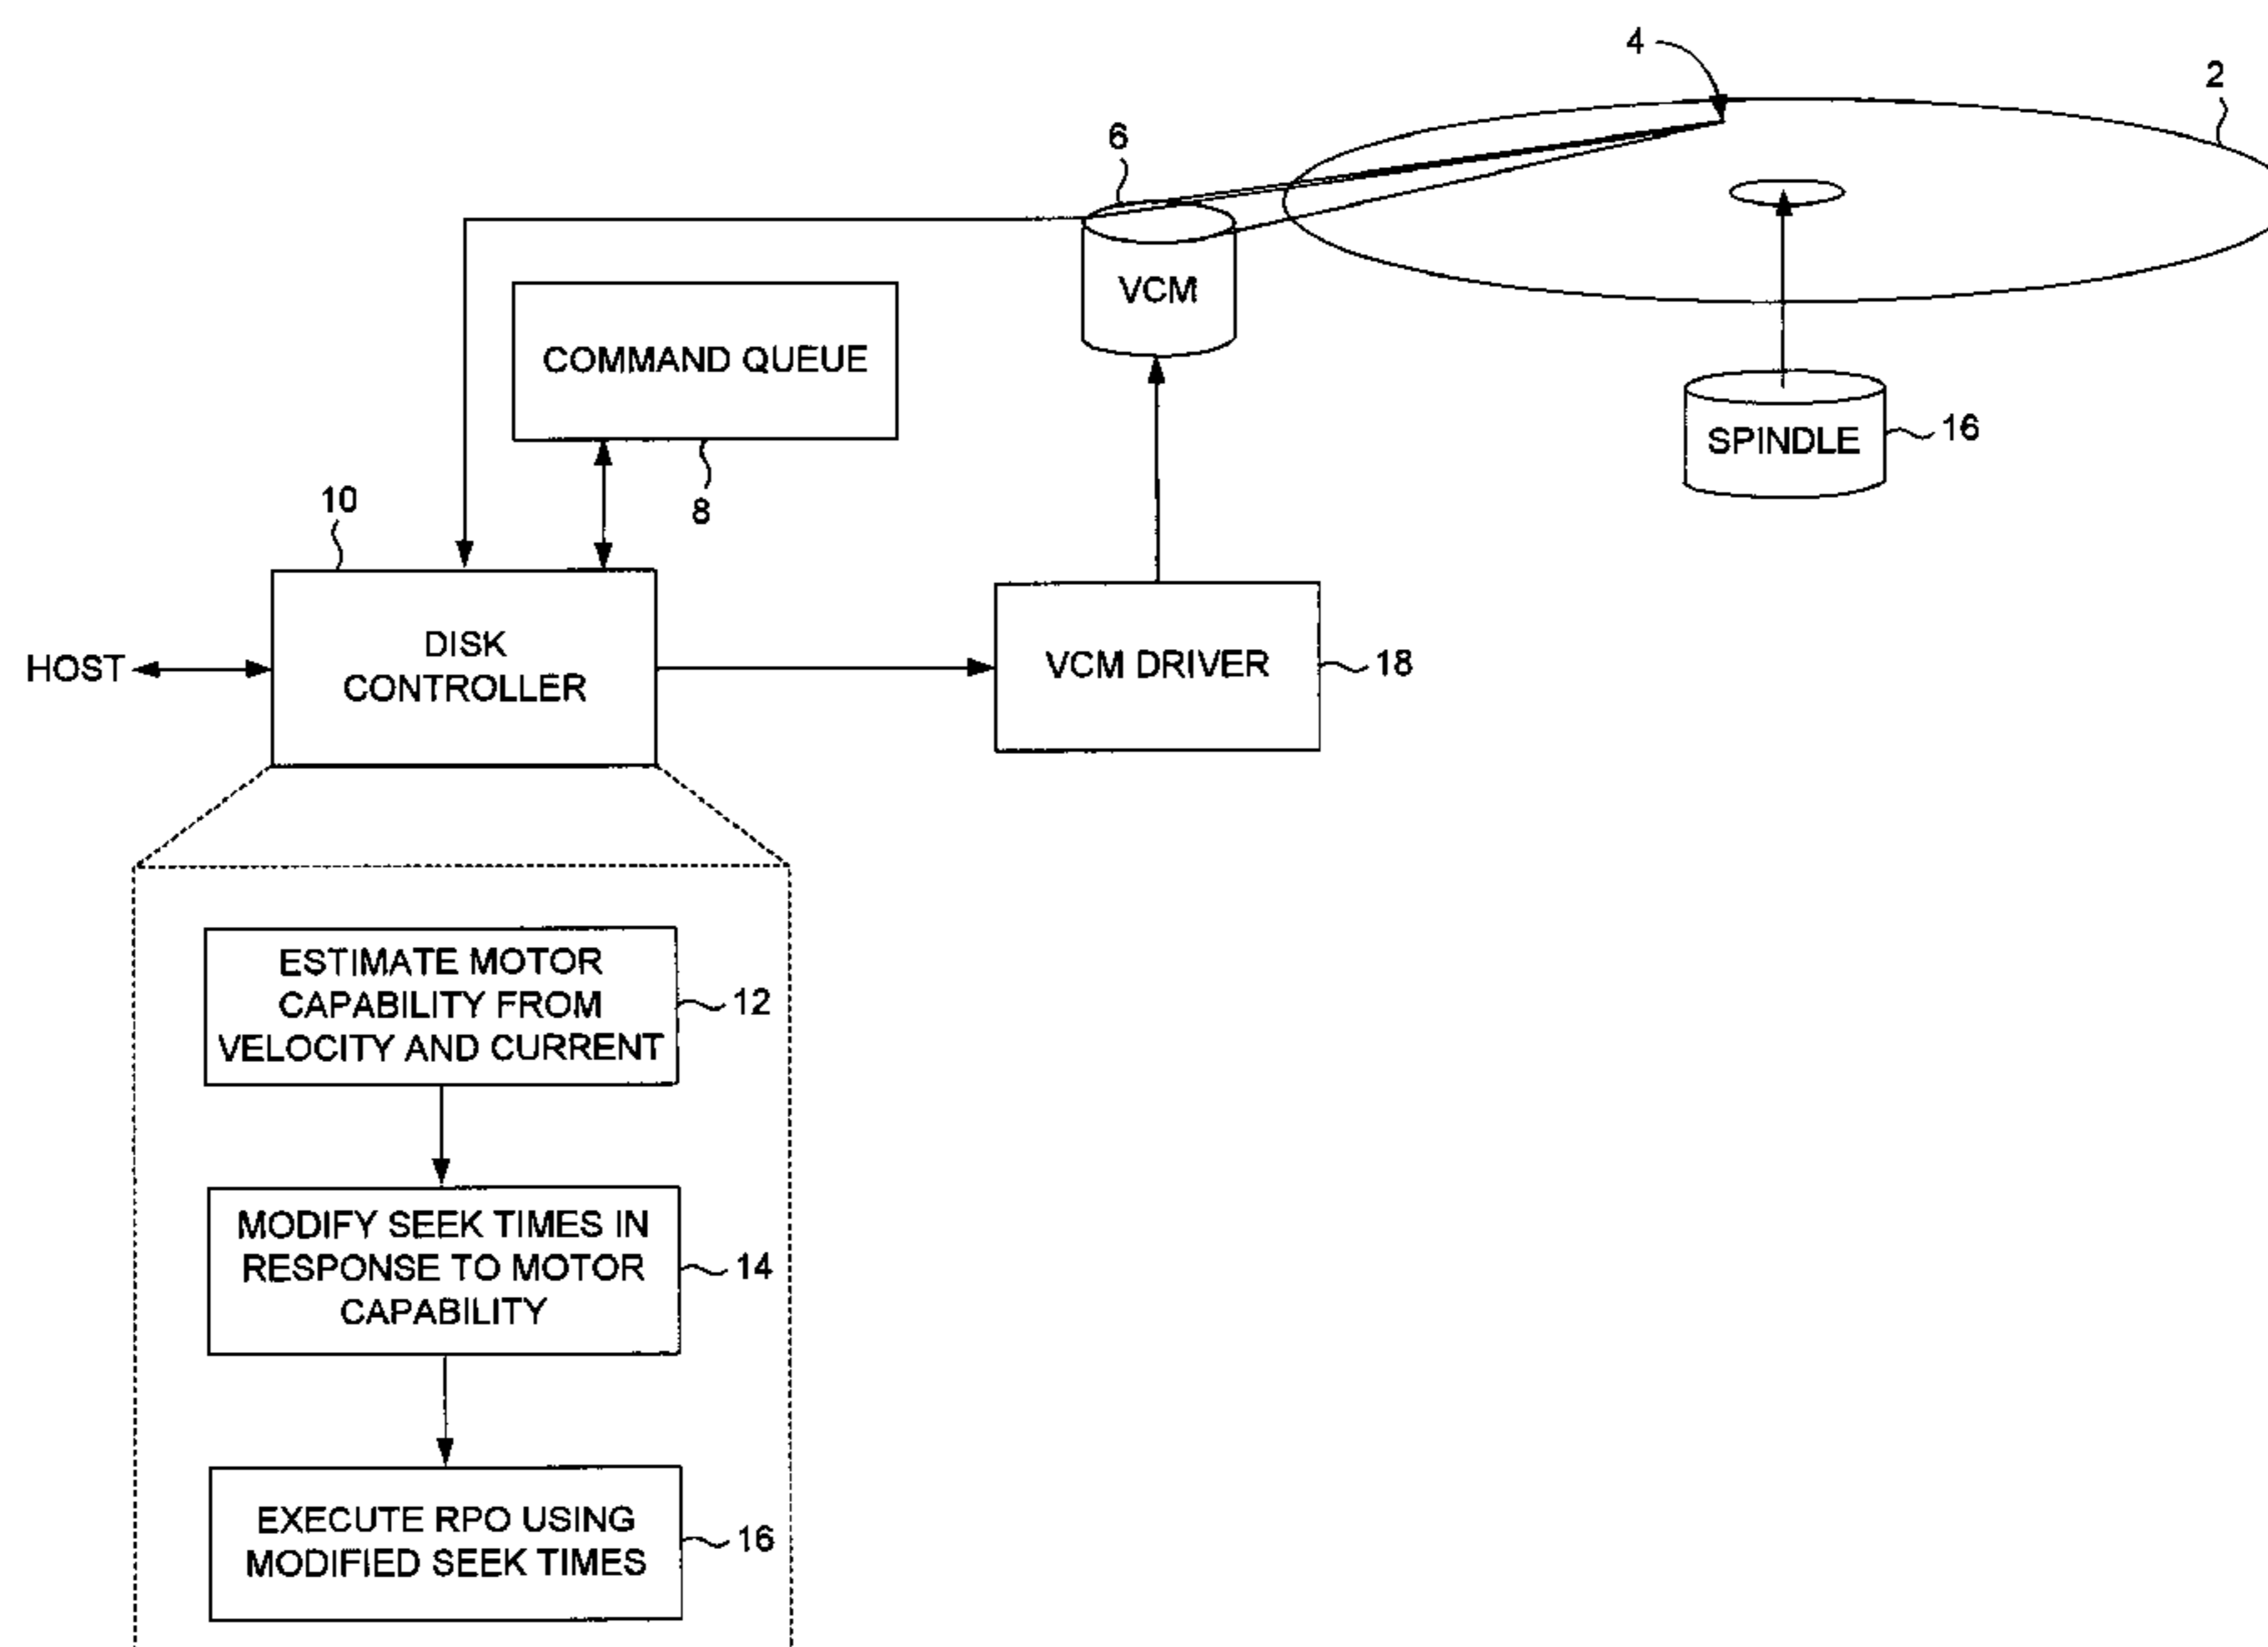 4
2
6
VCM
COMMAND QUEUE
SPINDLE
16
10
8
HOST
DISK
CONTROLLER
VCM DRIVER
18
ESTIMATE MOTOR
CAPABILITY FROM
VELOCITY AND CURRENT
12
MODIFY SEEK TIMES IN
RESPONSE TO MOTOR
CAPABILITY
14
EXECUTE RPO USING
MODIFIED SEEK TIMES
16